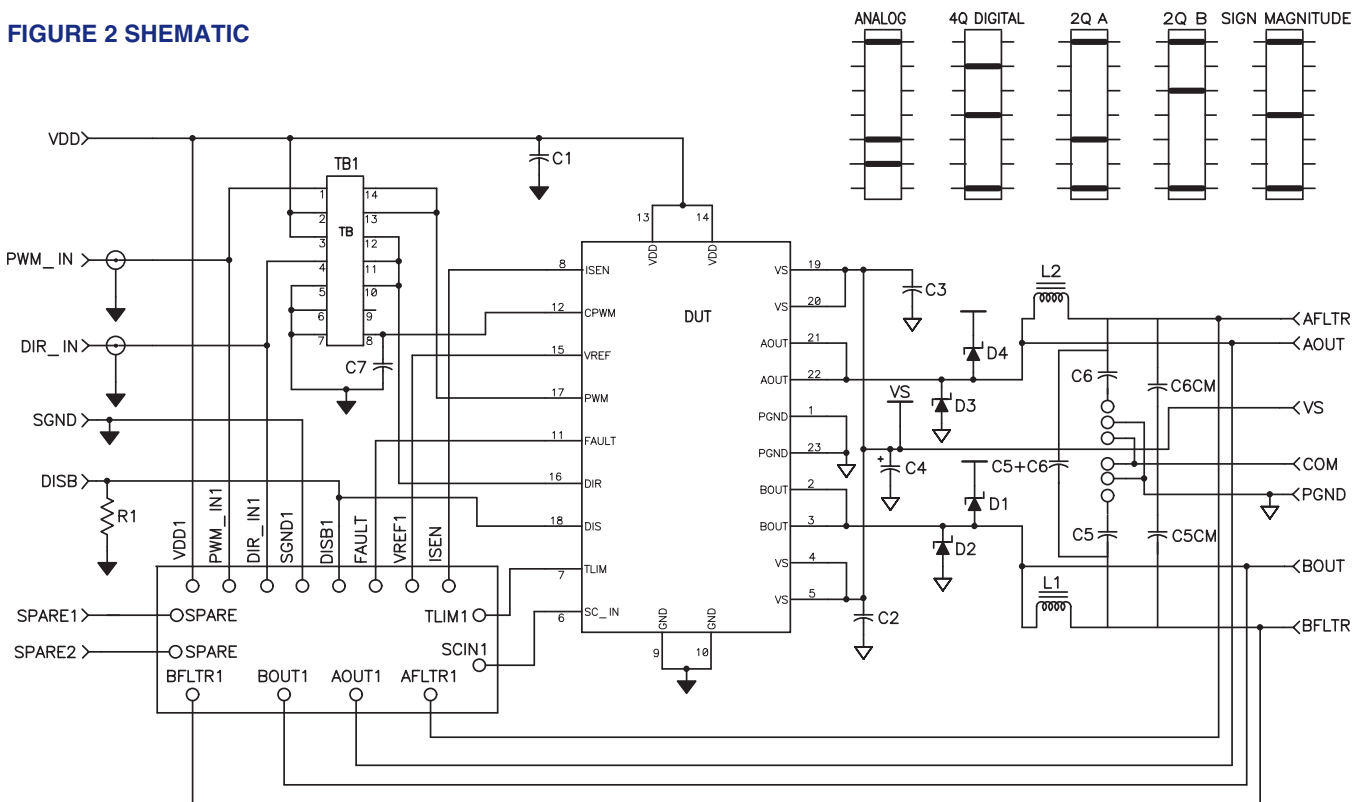 FIGURE 2 SHEMATIC
ANALOG
4Q DIGITAL
2Q A
2Q B
SIGN MAGNITUDE
VDD
C1
TB1
TB
1
2
3
4
5
6
7
14
13
12
11
10
9
8
C7
PWM_IN
DIR_IN
SGND
DISB
R1
13
14
VDD
VDD
DUT
8
ISEN
12
CPWM
15
VREF
17
PWM
11
FAULT
16
DIR
18
DIS
7
TLIM
6
SC_IN
VS
19
VS
20
AOUT
21
AOUT
22
PGND
1
PGND
23
BOUT
2
BOUT
3
VS
4
VS
5
GND
GND
9
10
C3
L2
D4
D3
VS
C4
D1
D2
C2
L1
C6
C6CM
C5+C6
C5
C5CM
AFLTR
AOUT
VS
COM
PGND
BOUT
BFLTR
VDD1
PWM_IN1
DIR_IN1
SGND1
DISB1
FAULT
VREF1
ISEN
SPARE1
SPARE
TLIM1
SPARE2
SPARE
SCIN1
BFLTR1
BOUT1
AOUT1
AFLTR1